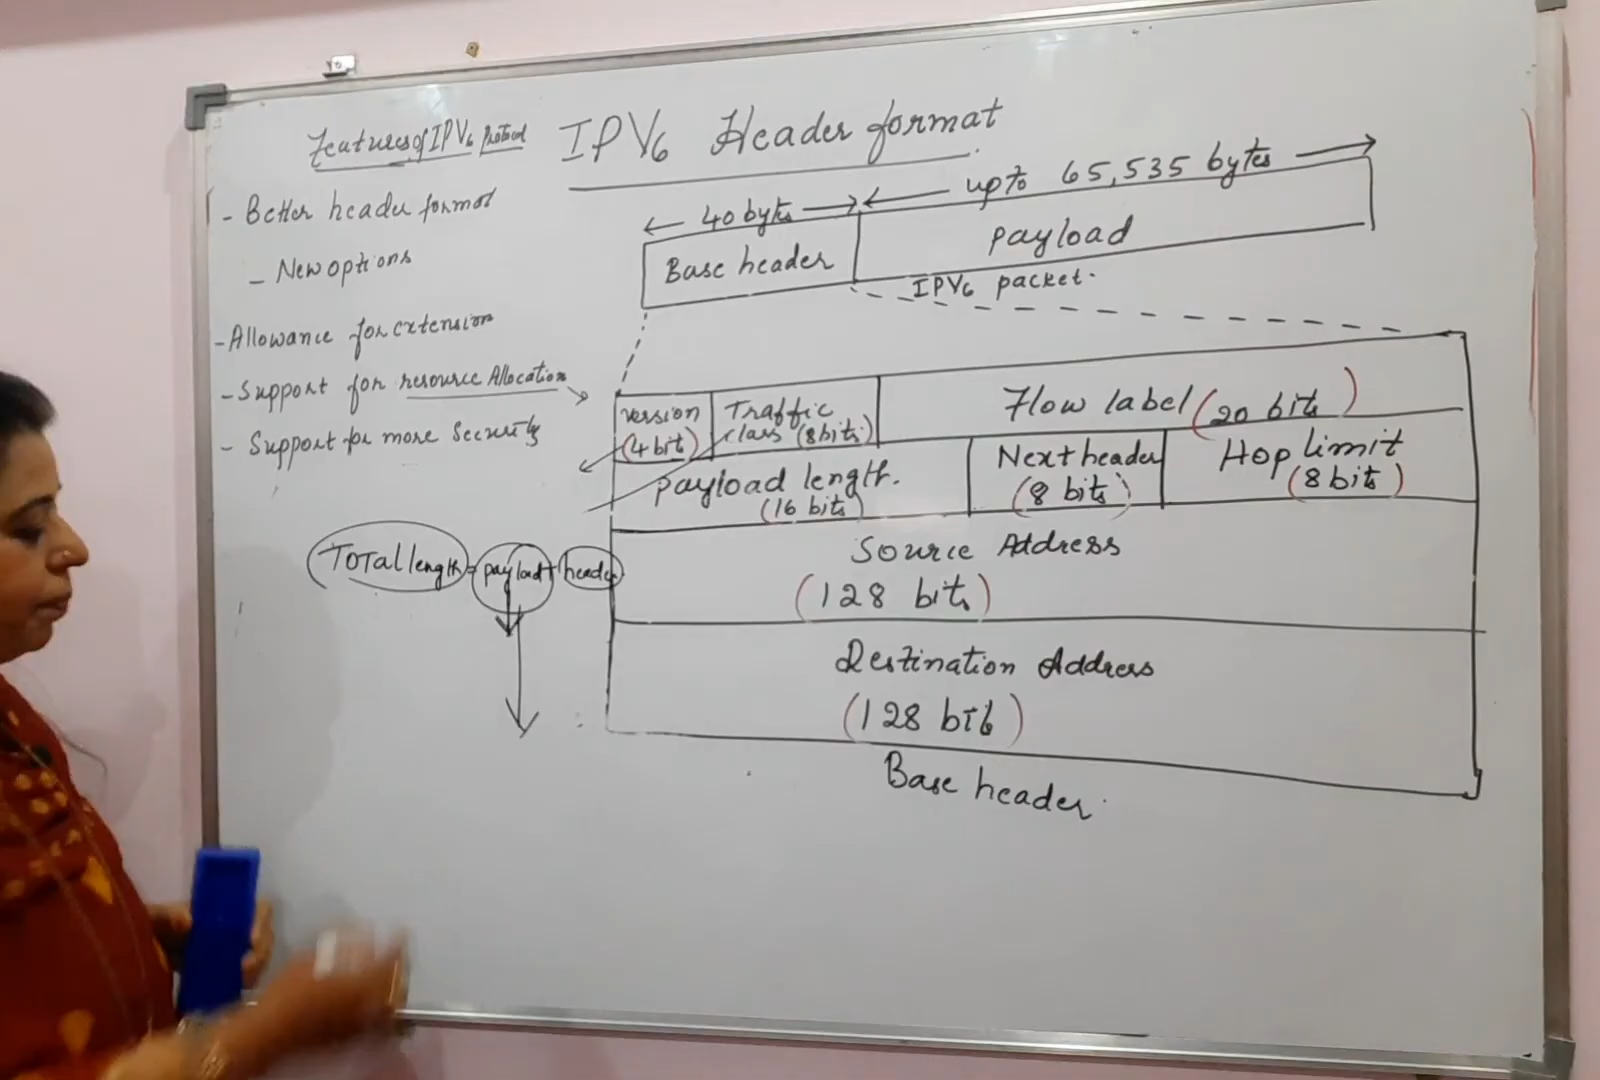 Features of IPV6 Protocol
IPV6 Header format
- Better header format
- New options
- Allowance for extension
- Support for resource Allocation
- Support for more Security
40 bytes
upto 65,535 bytes
Base header
payload
IPV6 packet.
version
(4 bit)
Traffic
class (8 bits)
Flow label (20 bits)
payload length.
(16 bits)
Next header
(8 bits)
Hop limit
(8 bit)
Total length = payload + header
Source Address
(128 bits)
Destination Address
(128 bit)
Base header.